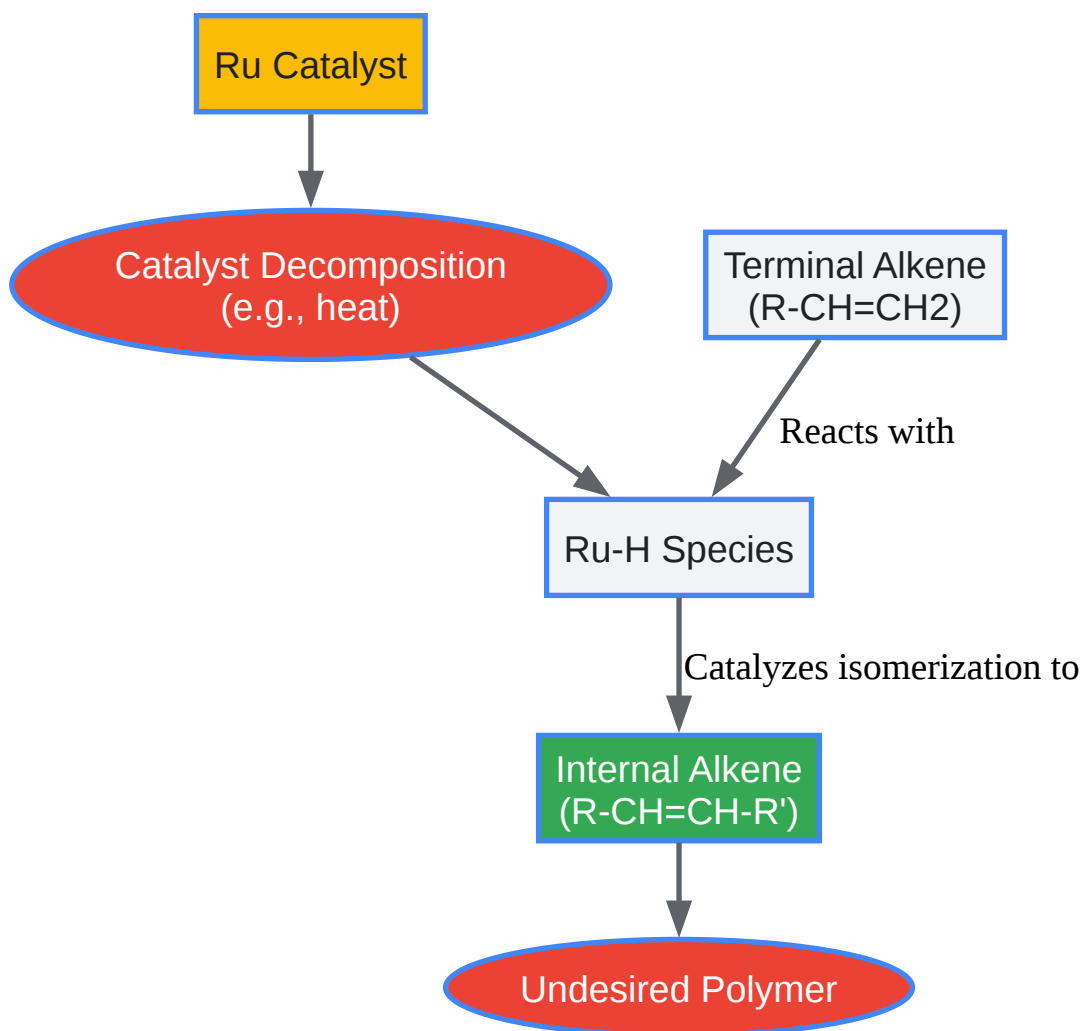 Ru Catalyst
Catalyst Decomposition
(e.g., heat)
Terminal Alkene
(R-CH=CH2)
Reacts with
Ru-H Species
Catalyzes isomerization to
Internal Alkene
(R-CH=CH-R')
Undesired Polymer